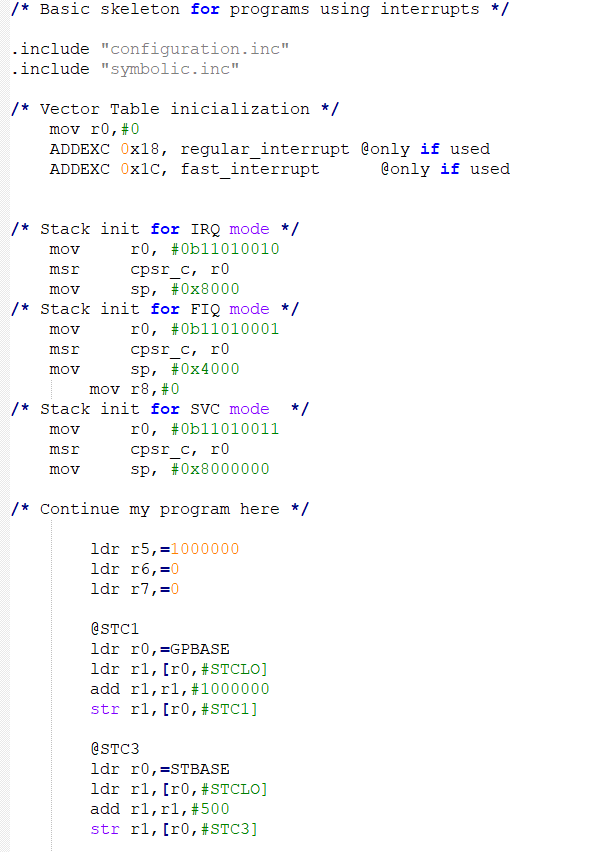 /* Basic skeleton for programs using interrupts */
.include "configuration.inc"
.include "symbolic.inc"
/* Vector Table inicialization */
mov r0,#0
ADDEXC 0x18, regular_interrupt @only if used
ADDEXC 0x1C, fast_interrupt @only if used
/* Stack init for IRQ mode */
mov r0, #0b11010010
msr cpsr_c, r0
mov sp, #0x8000
/* Stack init for FIQ mode */
mov r0, #0b11010001
msr cpsr_c, r0
mov sp, #0x4000
mov r8,#0
/* Stack init for SVC mode */
mov r0, #0b11010011
msr cpsr_c, r0
mov sp, #0x8000000
/* Continue my program here */
ldr r5,=1000000
ldr r6,=0
ldr r7,=0
@STC1
ldr r0,=GPBASE
ldr r1,[r0,#STCLO]
add r1,r1,#1000000
str r1,[r0,#STC1]
@STC3
ldr r0,=STBASE
ldr r1,[r0,#STCLO]
add r1,r1,#500
str r1,[r0,#STC3]